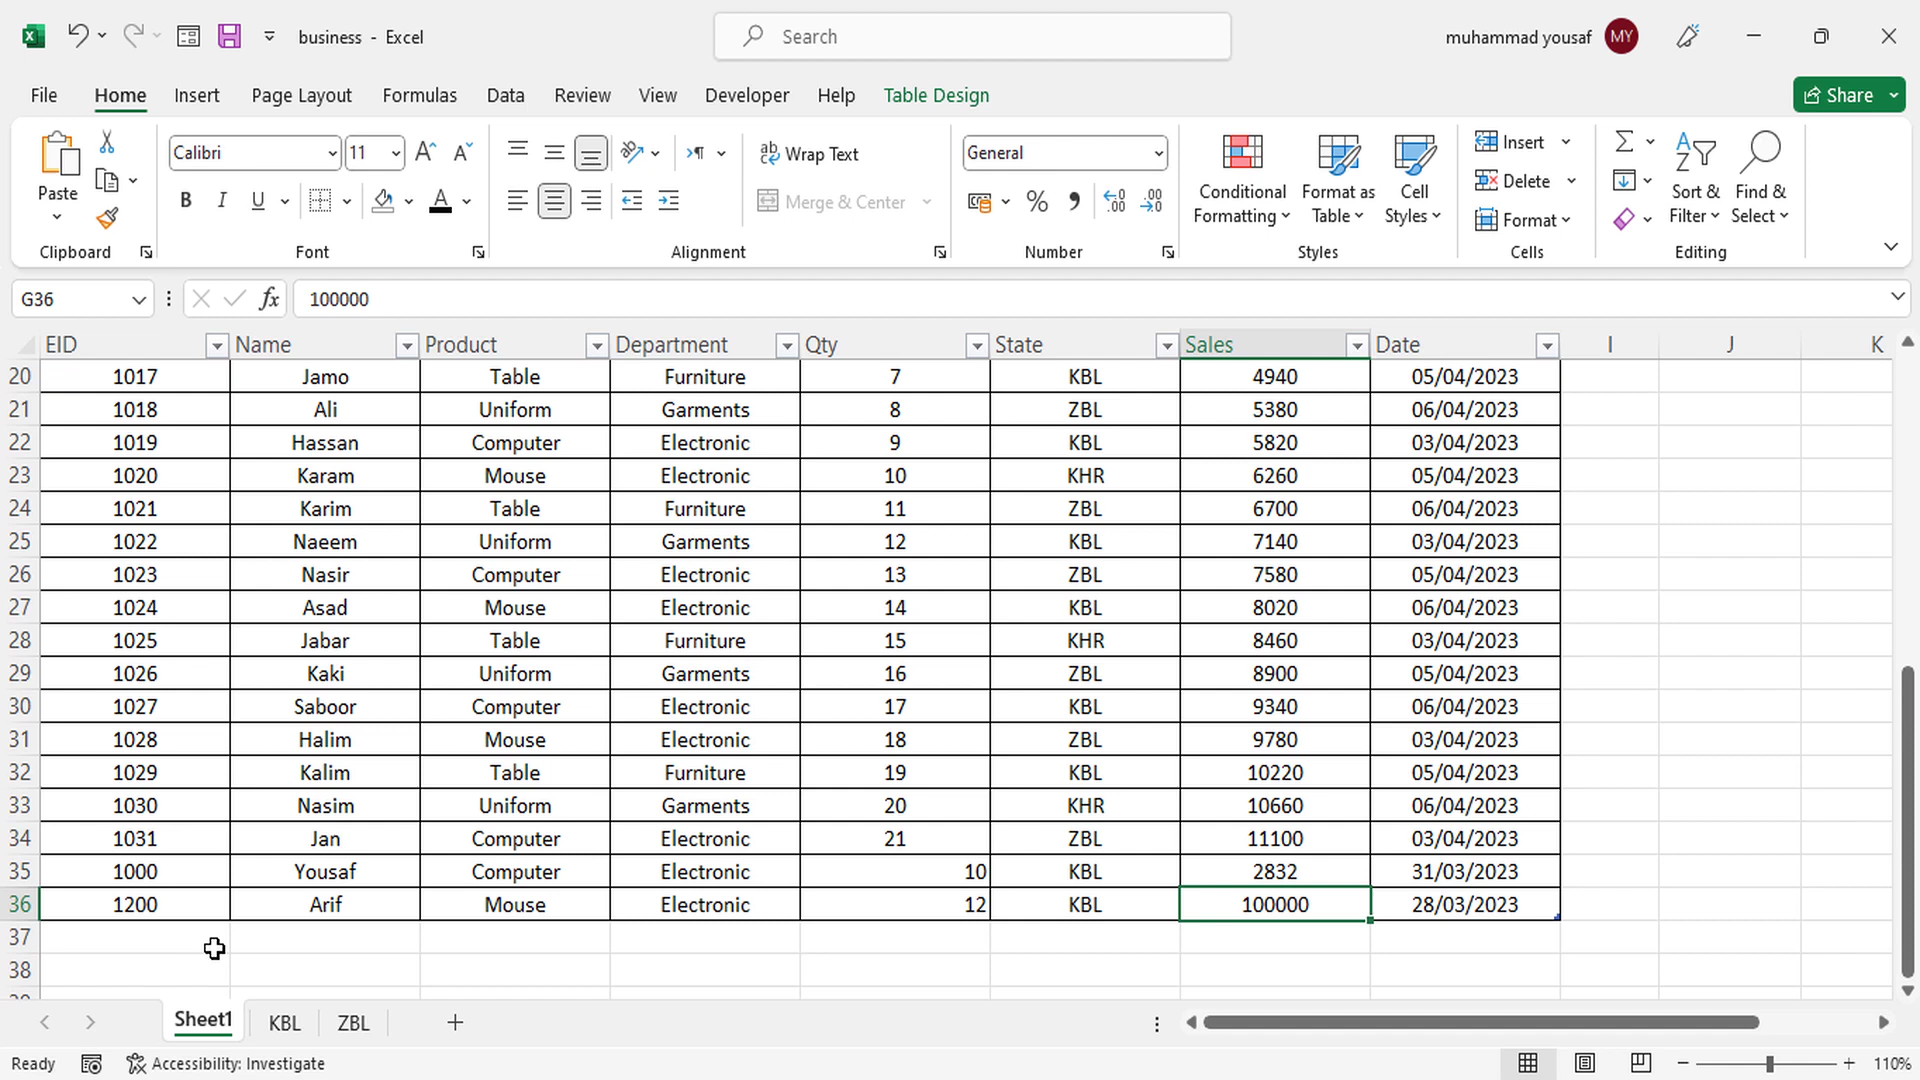 business - Excel
Search
muhammad yousaf MY
File Home Insert Page Layout Formulas Data Review View Developer Help Table Design Share
Paste
Calibri 11
Wrap Text
General
Merge & Center
Conditional Formatting
Format as Table
Cell Styles
Insert
Delete
Format
Sort & Filter
Find & Select
Clipboard Font Alignment Number Styles Cells Editing
G36 fx 100000
EID Name Product Department Qty State Sales Date I J K
20 1017 Jamo Table Furniture 7 KBL 4940 05/04/2023
21 1018 Ali Uniform Garments 8 ZBL 5380 06/04/2023
22 1019 Hassan Computer Electronic 9 KBL 5820 03/04/2023
23 1020 Karam Mouse Electronic 10 KHR 6260 05/04/2023
24 1021 Karim Table Furniture 11 ZBL 6700 06/04/2023
25 1022 Naeem Uniform Garments 12 KBL 7140 03/04/2023
26 1023 Nasir Computer Electronic 13 ZBL 7580 05/04/2023
27 1024 Asad Mouse Electronic 14 KBL 8020 06/04/2023
28 1025 Jabar Table Furniture 15 KHR 8460 03/04/2023
29 1026 Kaki Uniform Garments 16 ZBL 8900 05/04/2023
30 1027 Saboor Computer Electronic 17 KBL 9340 06/04/2023
31 1028 Halim Mouse Electronic 18 ZBL 9780 03/04/2023
32 1029 Kalim Table Furniture 19 KBL 10220 05/04/2023
33 1030 Nasim Uniform Garments 20 KHR 10660 06/04/2023
34 1031 Jan Computer Electronic 21 ZBL 11100 03/04/2023
35 1000 Yousaf Computer Electronic 10 KBL 2832 31/03/2023
36 1200 Arif Mouse Electronic 12 KBL 100000 28/03/2023
37
38
Sheet1 KBL ZBL
Ready Accessibility: Investigate 110%